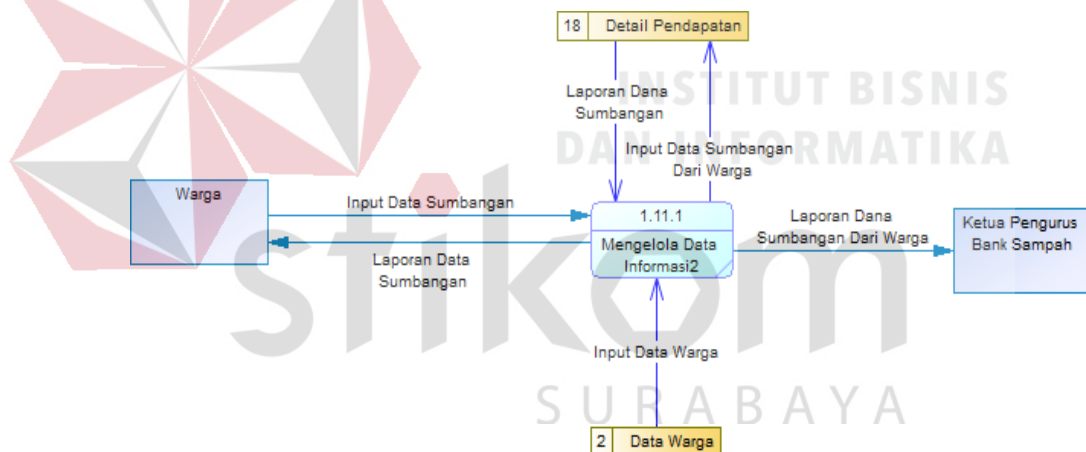 18 Detail Pendapatan
INSTITUT BISNIS
DAN INFORMATIKA
Laporan Dana
Sumbangan
Input Data Sumbangan
Dari Warga
Warga
Input Data Sumbangan
Laporan Data
Sumbangan
1.11.1
Mengelola Data
Informasi2
Laporan Dana
Sumbangan Dari Warga
Ketua Pengurus
Bank Sampah
stikom
Input Data Warga
SURABAYA
2 Data Warga